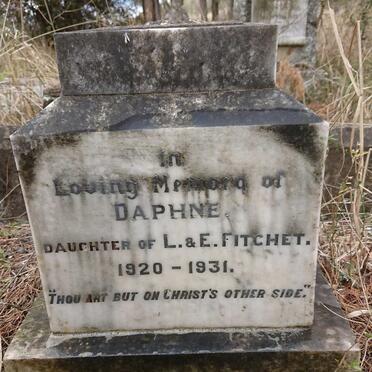 In
Loving Memory of
DAPHNE,
DAUGHTER OF L. & E. FITCHET.
1920 - 1931.
"THOU ART BUT ON CHRIST'S OTHER SIDE."